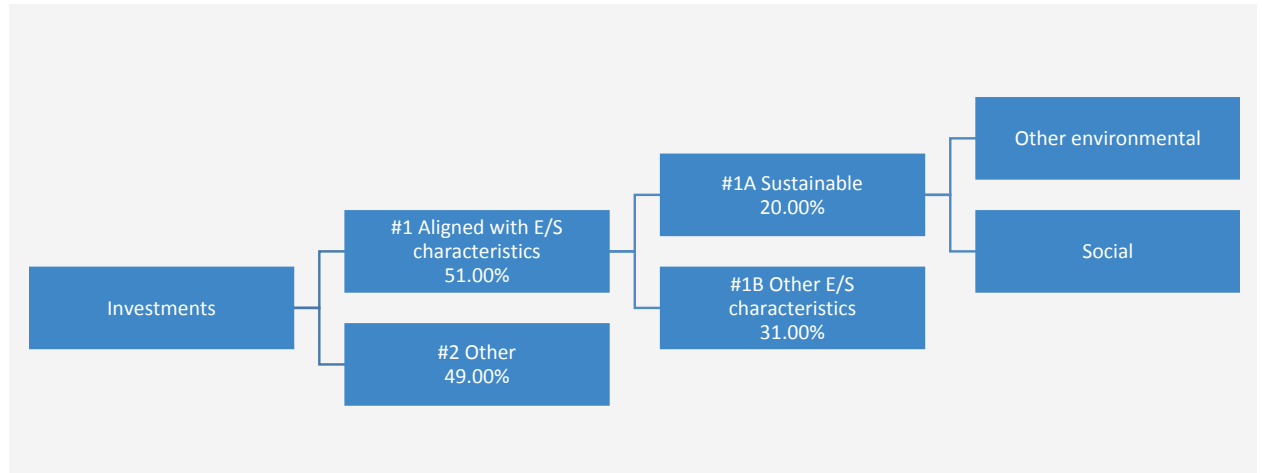 Investments
#1 Aligned with E/S
characteristics
51.00%
#2 Other
49.00%
#1A Sustainable
20.00%
#1B Other E/S
characteristics
31.00%
Other environmental
Social